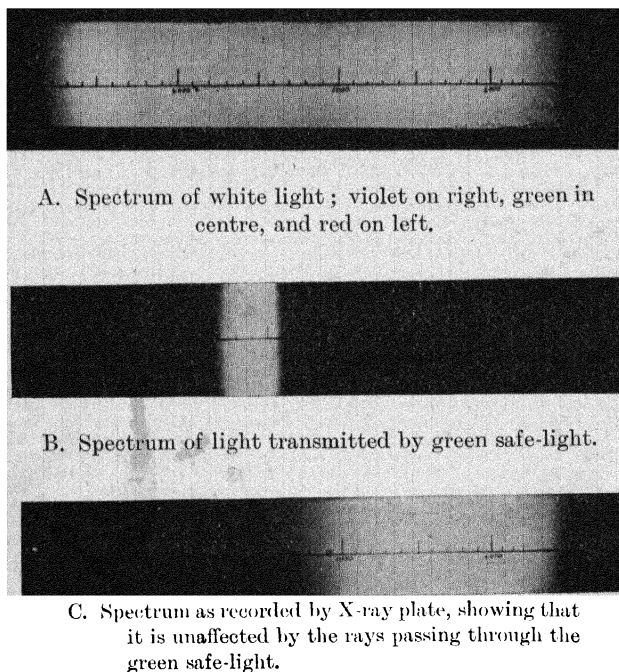 A. Spectrum of white light ; violet on right, green in
centre, and red on left.
B. Spectrum of light transmitted by green safe-light.
C. Spectrum as recorded by X-ray plate, showing that
it is unaffected by the rays passing through the
green safe-light.